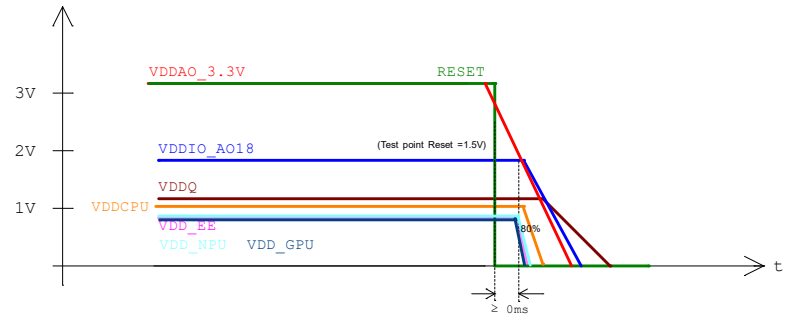 VDDAO_3.3V RESET
3V
2V
VDDIO_AO18 (Test point Reset =1.5V)
VDDQ
1V VDDCPU
VDD_EE 80%
VDD_NPU VDD_GPU
t
≥ 0ms